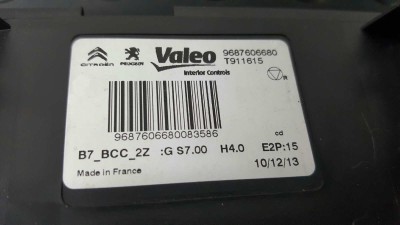 CITROËN PEUGEOT Valeo 9687606680
T911615
Interior Controls
R
9687606680083586
cd
B7_BCC_2Z :G S7.00 H4.0 E2P:15
Made in France 10/12/13